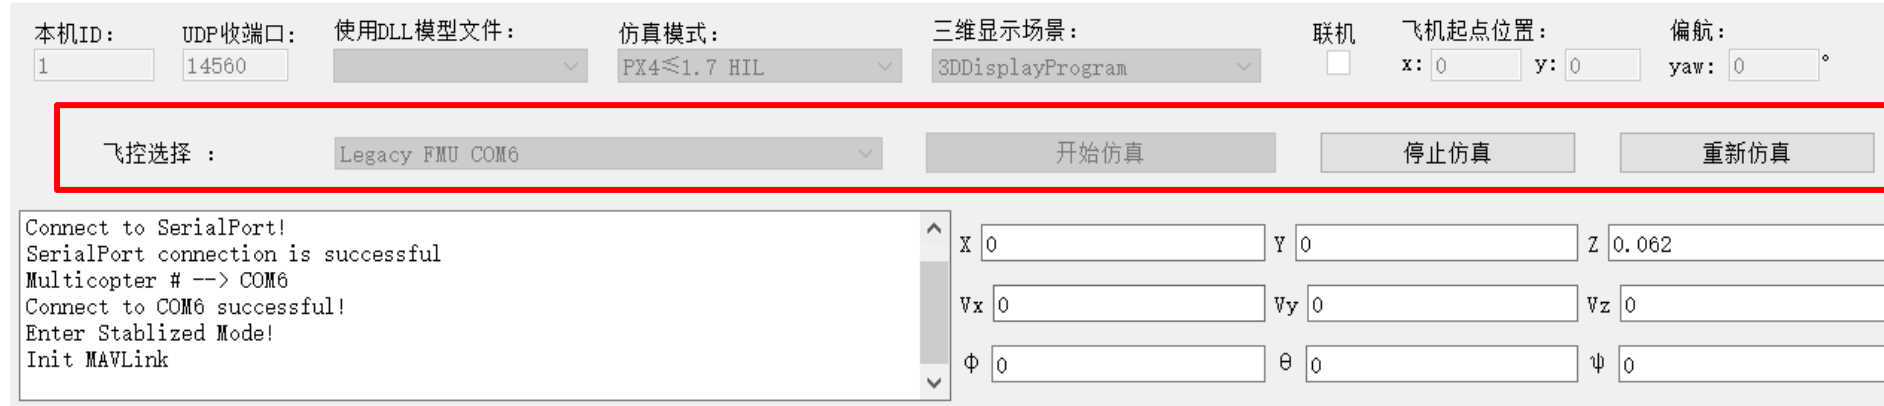 本机ID: UDP收端口: 使用DLL模型文件: 仿真模式: 三维显示场景: 联机 飞机起点位置: 偏航:
1 14560 PX4≤1.7 HIL 3DDisplayProgram x: 0 y: 0 yaw: 0 °
飞控选择 : Legacy FMU COM6 开始仿真 停止仿真 重新仿真
Connect to SerialPort!
SerialPort connection is successful
Multicopter # --> COM6
Connect to COM6 successful!
Enter Stablized Mode!
Init MAVLink
X 0 Y 0 Z 0.062
Vx 0 Vy 0 Vz 0
Φ 0 θ 0 ψ 0